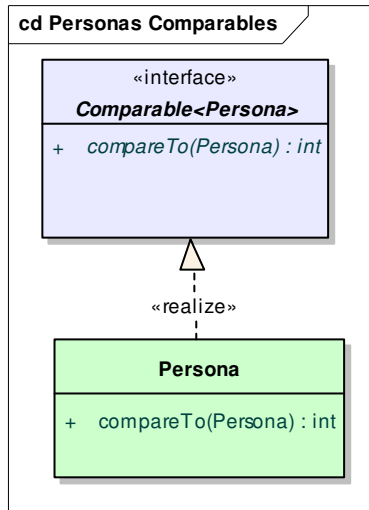 cd Personas Comparables
«interface»
Comparable<Persona>
+ compareTo(Persona) : int
«realize»
Persona
+ compareTo(Persona) : int